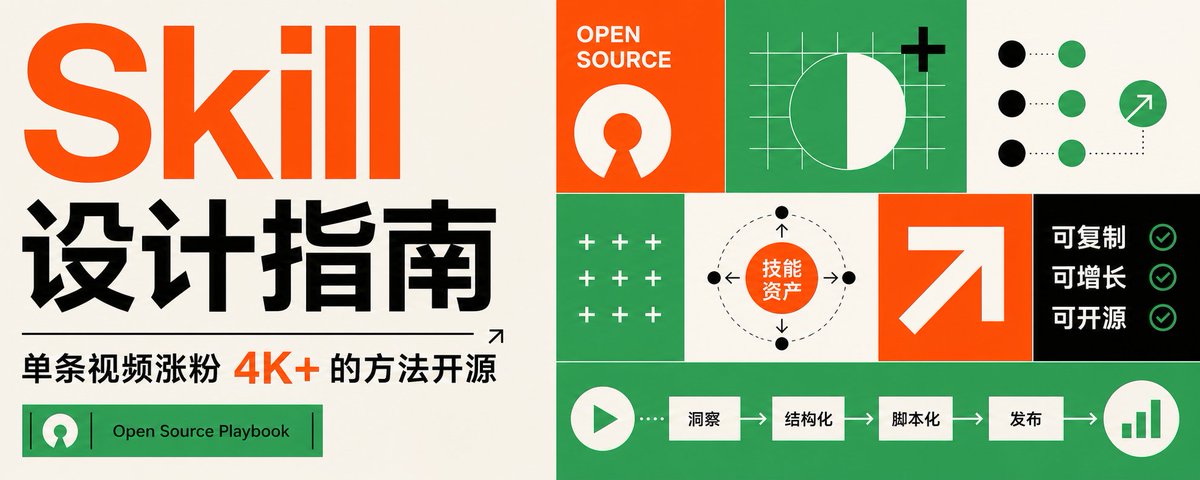 Skill
设计指南
单条视频涨粉 4K+ 的方法开源
Open Source Playbook
OPEN
SOURCE
技能
资产
可复制
可增长
可开源
洞察
结构化
脚本化
发布